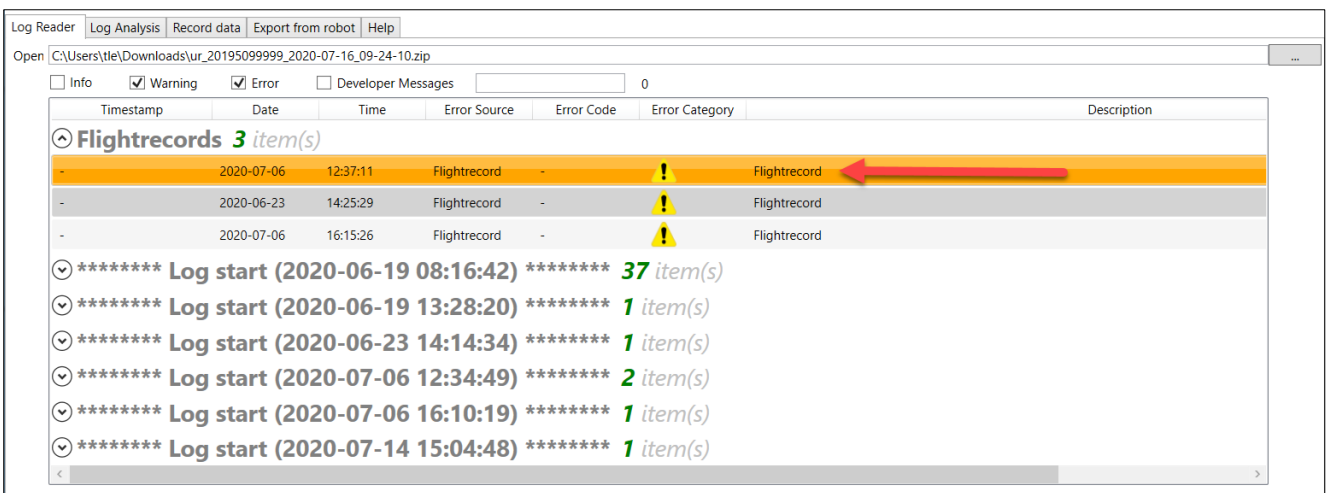 Log Reader Log Analysis Record data Export from robot Help
Open C:\Users\tle\Downloads\ur_20195099999_2020-07-16_09-24-10.zip ...
Info Warning Error Developer Messages 0
Timestamp Date Time Error Source Error Code Error Category Description
Flightrecords 3 item(s)
- 2020-07-06 12:37:11 Flightrecord - Flightrecord
- 2020-06-23 14:25:29 Flightrecord - Flightrecord
- 2020-07-06 16:15:26 Flightrecord - Flightrecord
******** Log start (2020-06-19 08:16:42) ******** 37 item(s)
******** Log start (2020-06-19 13:28:20) ******** 1 item(s)
******** Log start (2020-06-23 14:14:34) ******** 1 item(s)
******** Log start (2020-07-06 12:34:49) ******** 2 item(s)
******** Log start (2020-07-06 16:10:19) ******** 1 item(s)
******** Log start (2020-07-14 15:04:48) ******** 1 item(s)